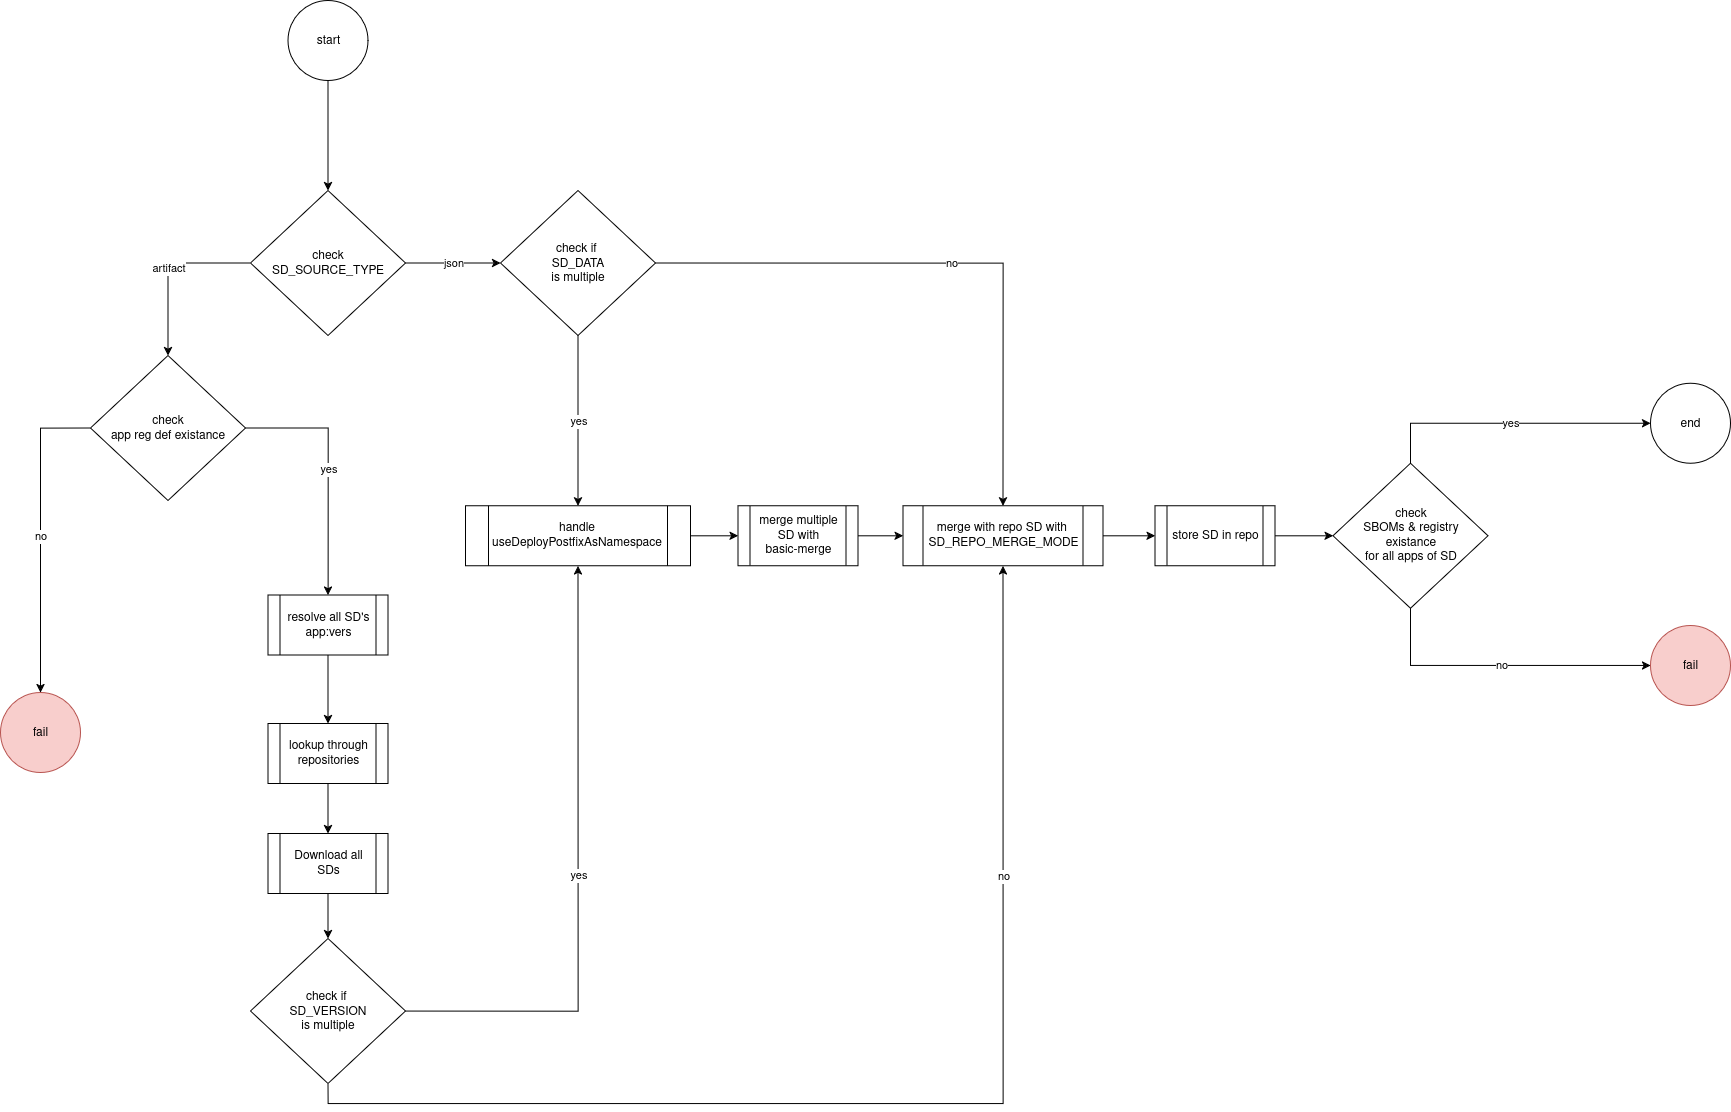 start
check
SD_SOURCE_TYPE
artifact
json
check if
SD_DATA
is multiple
no
yes
check
app reg def existance
no
yes
fail
resolve all SD's
app:vers
lookup through
repositories
Download all
SDs
check if
SD_VERSION
is multiple
yes
no
handle
useDeployPostfixAsNamespace
merge multiple
SD with
basic-merge
merge with repo SD with
SD_REPO_MERGE_MODE
store SD in repo
check
SBOMs & registry
existance
for all apps of SD
yes
end
no
fail